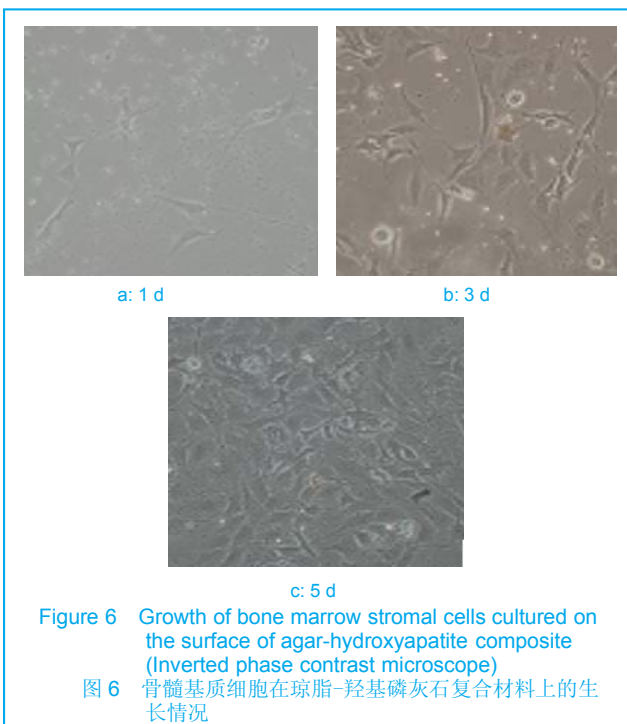 a: 1 d
b: 3 d
c: 5 d
Figure 6 Growth of bone marrow stromal cells cultured on
the surface of agar-hydroxyapatite composite
(Inverted phase contrast microscope)
图 6 骨髓基质细胞在琼脂-羟基磷灰石复合材料上的生
长情况